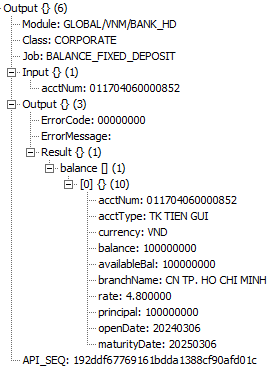 Output {} (6)
Module: GLOBAL/VNM/BANK_HD
Class: CORPORATE
Job: BALANCE_FIXED_DEPOSIT
Input {} (1)
acctNum: 011704060000852
Output {} (3)
ErrorCode: 00000000
ErrorMessage:
Result {} (1)
balance [] (1)
[0] {} (10)
acctNum: 011704060000852
acctType: TK TIEN GUI
currency: VND
balance: 100000000
availableBal: 100000000
branchName: CN TP. HO CHI MINH
rate: 4.800000
principal: 100000000
openDate: 20240306
maturityDate: 20250306
API_SEQ: 192ddf67769161bdda1388cf90afd01c